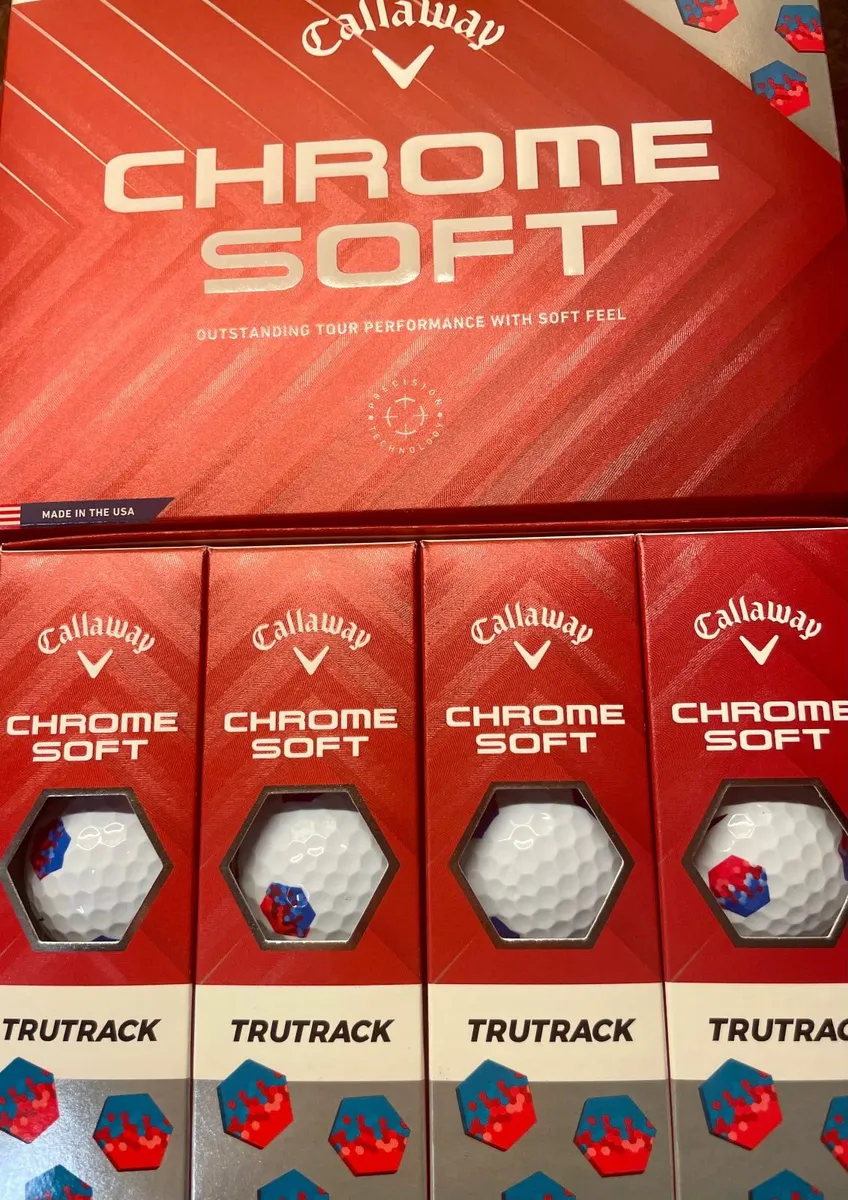 Callaway
CHROME
SOFT
OUTSTANDING TOUR PERFORMANCE WITH SOFT FEEL
PRECISION
TECHNOLOGY
MADE IN THE USA
Callaway
CHROME
SOFT
TRUTRACK
Callaway
CHROME
SOFT
TRUTRACK
Callaway
CHROME
SOFT
TRUTRACK
Callaway
CHROME
SOFT
TRUTRAC